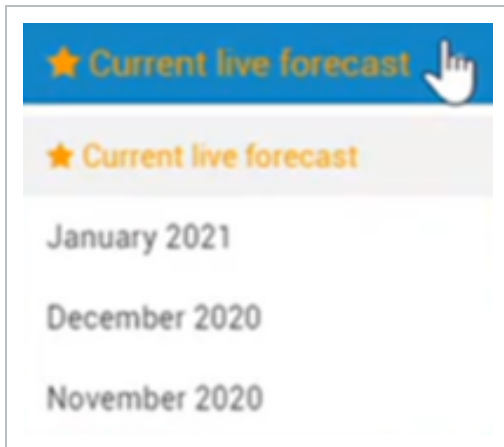 Current live forecast
Current live forecast
January 2021
December 2020
November 2020